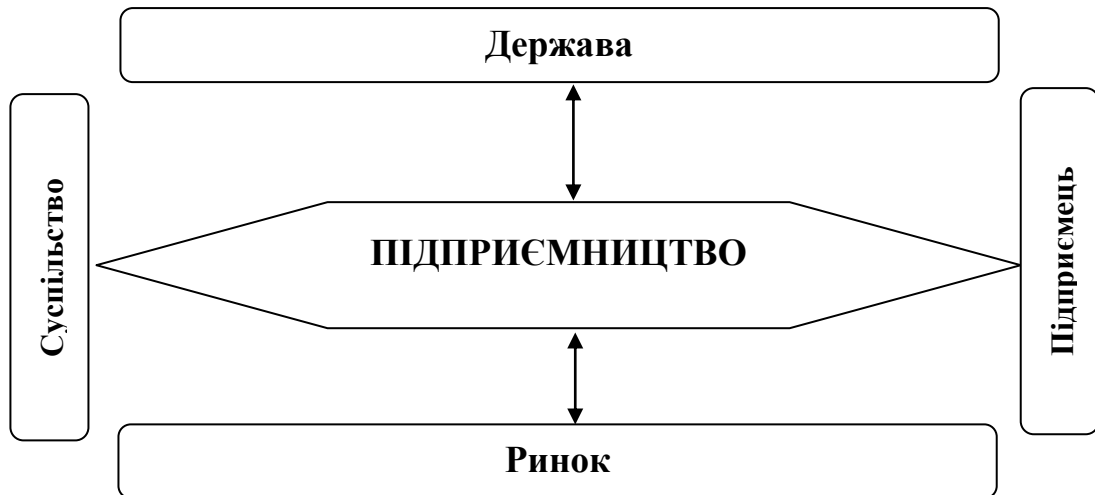 Держава
Суспільство
ПІДПРИЄМНИЦТВО
Підприємець
Ринок